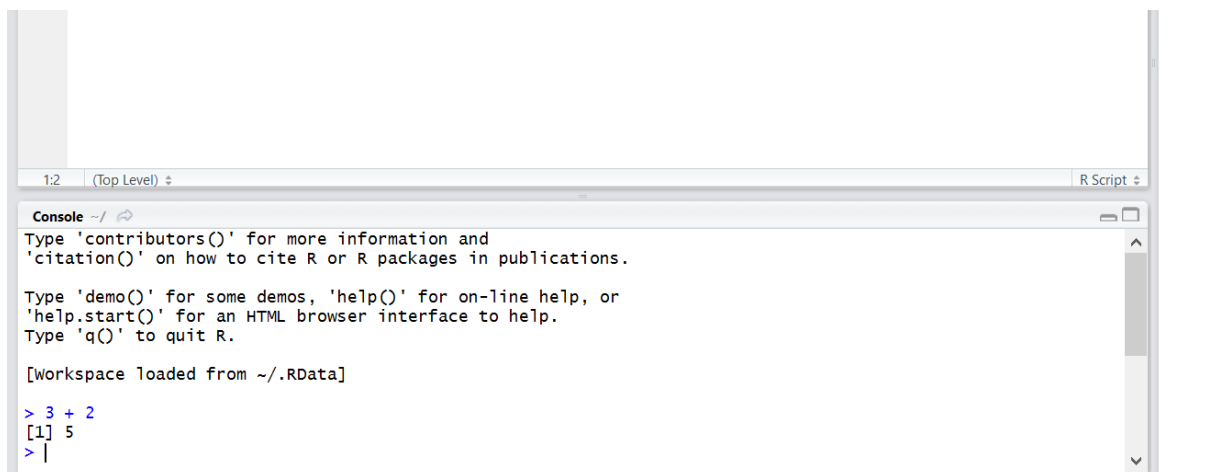 1:2 (Top Level) R Script
Console ~/
Type 'contributors()' for more information and
'citation()' on how to cite R or R packages in publications.
Type 'demo()' for some demos, 'help()' for on-line help, or
'help.start()' for an HTML browser interface to help.
Type 'q()' to quit R.
[Workspace loaded from ~/.RData]
> 3 + 2
[1] 5
>